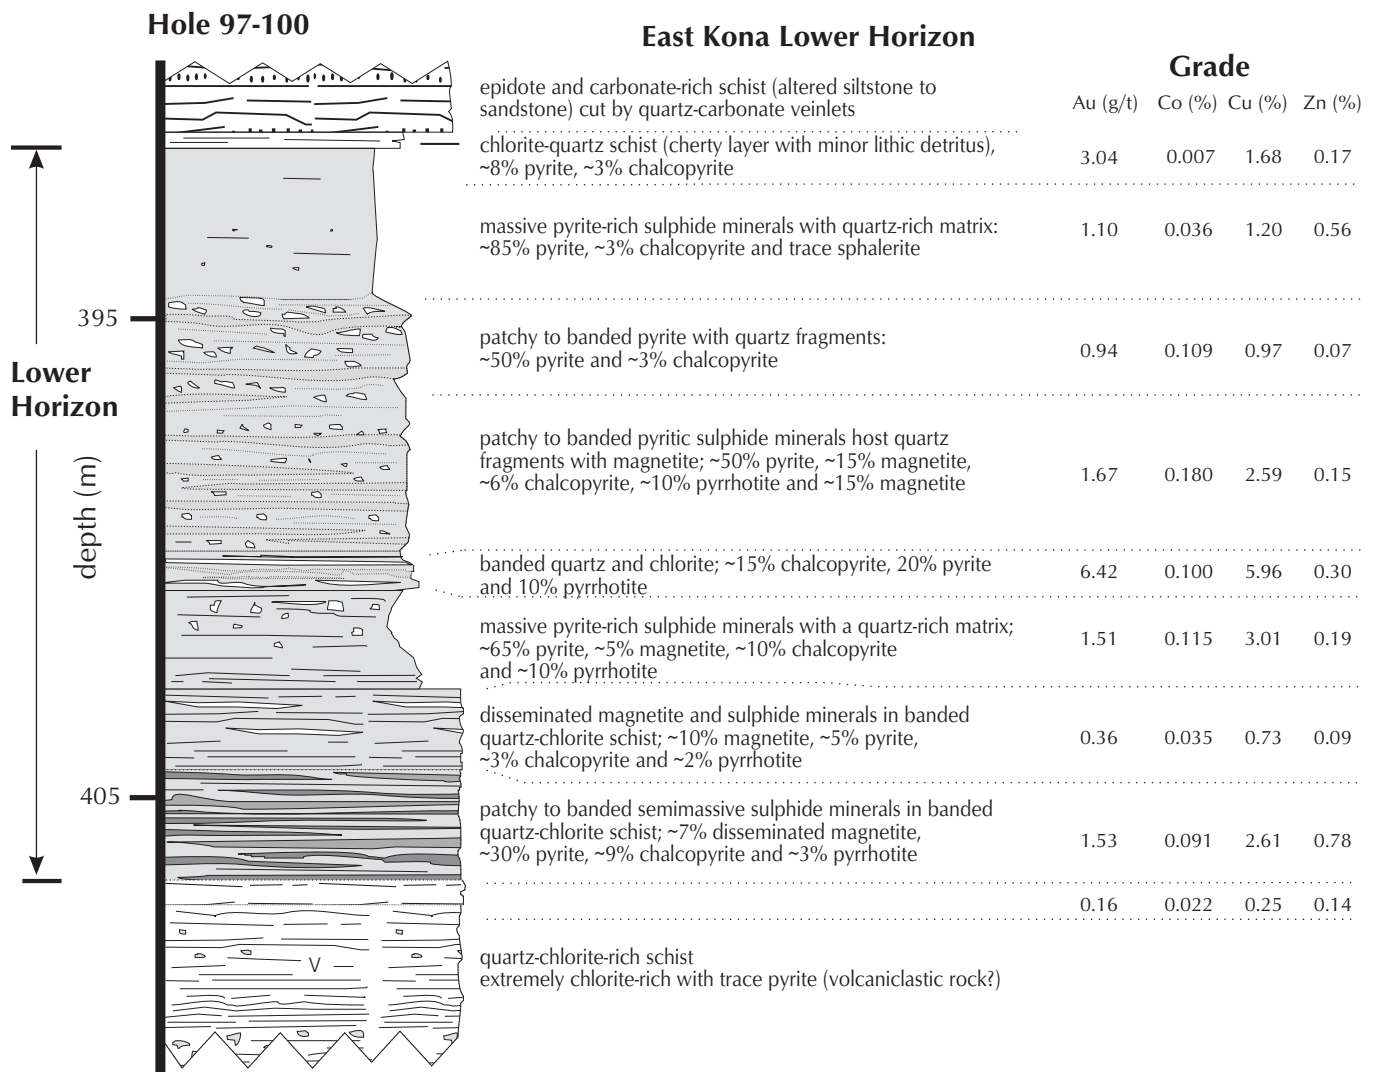 Hole 97-100
East Kona Lower Horizon
Grade
Au (g/t) Co (%) Cu (%) Zn (%)
epidote and carbonate-rich schist (altered siltstone to
sandstone) cut by quartz-carbonate veinlets
chlorite-quartz schist (cherty layer with minor lithic detritus),
~8% pyrite, ~3% chalcopyrite
3.04 0.007 1.68 0.17
massive pyrite-rich sulphide minerals with quartz-rich matrix:
~85% pyrite, ~3% chalcopyrite and trace sphalerite
1.10 0.036 1.20 0.56
395
patchy to banded pyrite with quartz fragments:
~50% pyrite and ~3% chalcopyrite
0.94 0.109 0.97 0.07
Lower
Horizon
depth (m)
patchy to banded pyritic sulphide minerals host quartz
fragments with magnetite; ~50% pyrite, ~15% magnetite,
~6% chalcopyrite, ~10% pyrrhotite and ~15% magnetite
1.67 0.180 2.59 0.15
banded quartz and chlorite; ~15% chalcopyrite, 20% pyrite
and 10% pyrrhotite
6.42 0.100 5.96 0.30
massive pyrite-rich sulphide minerals with a quartz-rich matrix;
~65% pyrite, ~5% magnetite, ~10% chalcopyrite
and ~10% pyrrhotite
1.51 0.115 3.01 0.19
disseminated magnetite and sulphide minerals in banded
quartz-chlorite schist; ~10% magnetite, ~5% pyrite,
~3% chalcopyrite and ~2% pyrrhotite
0.36 0.035 0.73 0.09
405
patchy to banded semimassive sulphide minerals in banded
quartz-chlorite schist; ~7% disseminated magnetite,
~30% pyrite, ~9% chalcopyrite and ~3% pyrrhotite
1.53 0.091 2.61 0.78
0.16 0.022 0.25 0.14
V
quartz-chlorite-rich schist
extremely chlorite-rich with trace pyrite (volcaniclastic rock?)